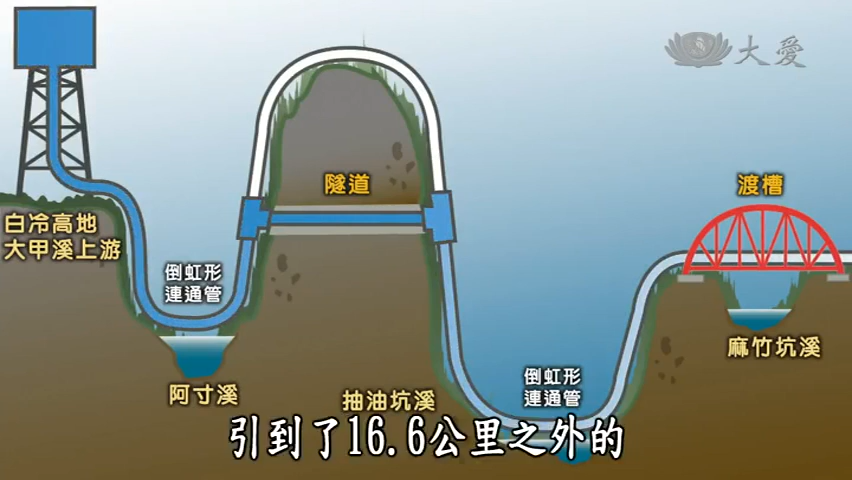 大愛
隧道
渡槽
白冷高地
大甲溪上游
倒虹形
連通管
阿寸溪
抽油坑溪
倒虹形
連通管
麻竹坑溪
引到了16.6公里之外的